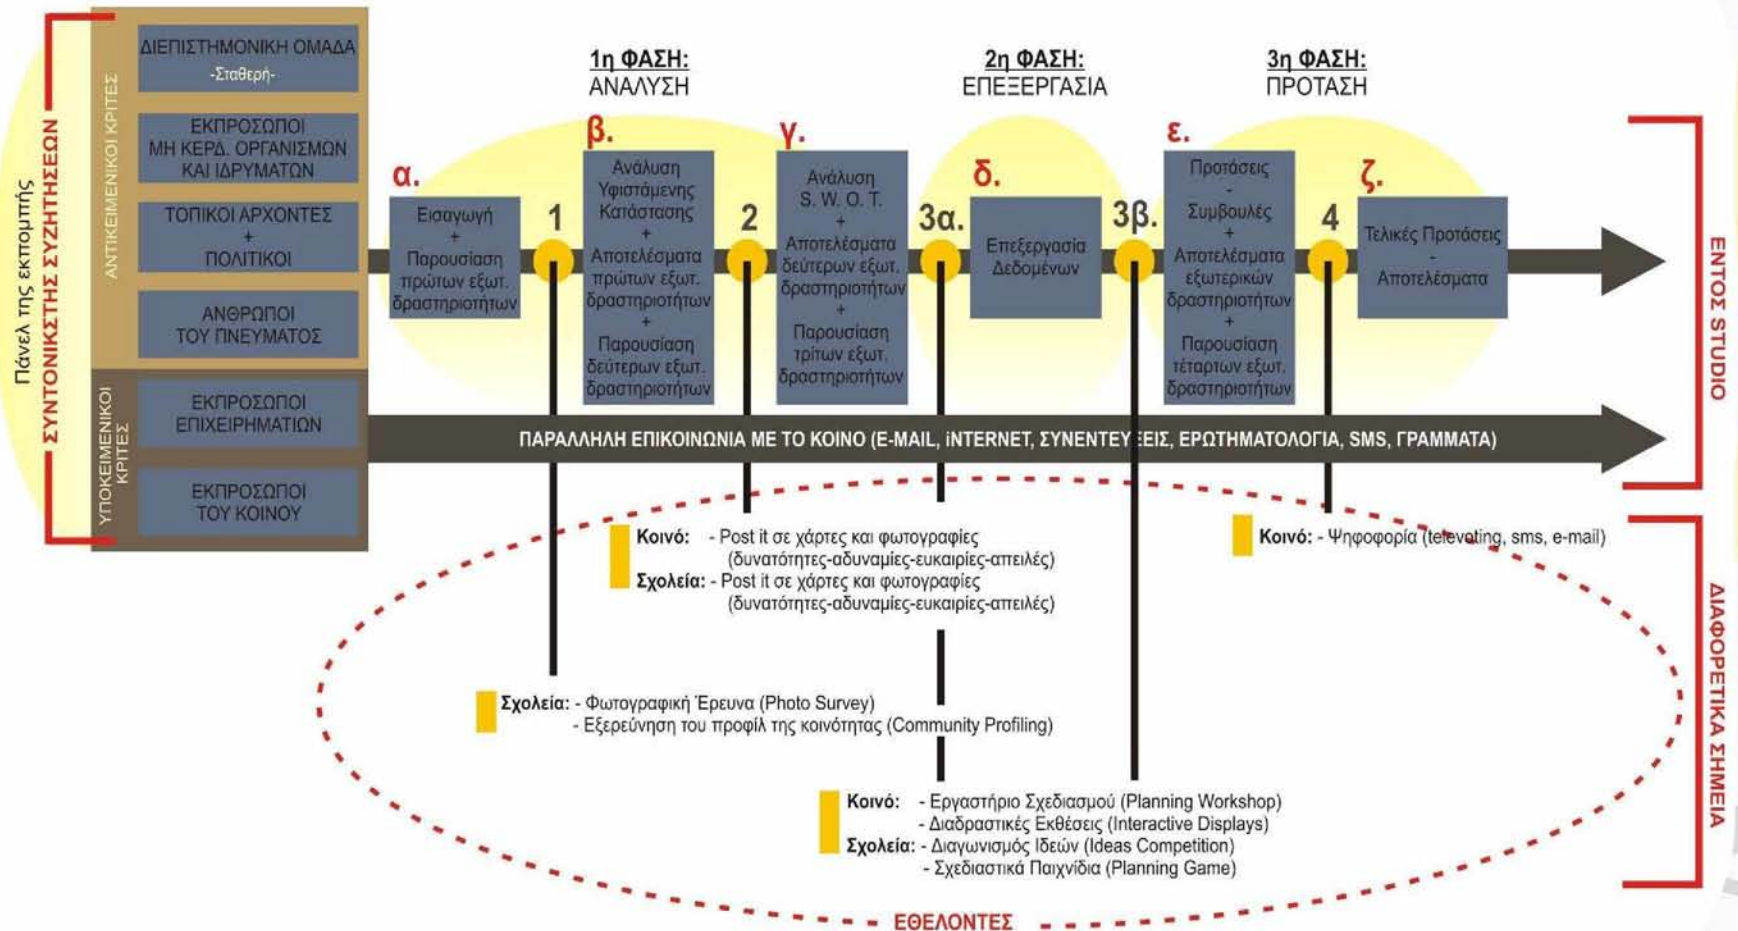 Πάνελ της εκπομπής
ΣΥΝΤΟΝΙΚΣΤΗΣ ΣΥΖΗΤΗΣΕΩΝ
ΑΝΤΙΚΕΙΜΕΝΙΚΟΙ ΚΡΙΤΕΣ
ΔΙΕΠΙΣΤΗΜΟΝΙΚΗ ΟΜΑΔΑ
-Σταθερή-
ΕΚΠΡΟΣΩΠΟΙ
ΜΗ ΚΕΡΔ. ΟΡΓΑΝΙΣΜΩΝ
ΚΑΙ ΙΔΡΥΜΑΤΩΝ
ΤΟΠΙΚΟΙ ΑΡΧΟΝΤΕΣ
+
ΠΟΛΙΤΙΚΟΙ
ΑΝΘΡΩΠΟΙ
ΤΟΥ ΠΝΕΥΜΑΤΟΣ
ΥΠΟΚΕΙΜΕΝΙΚΟΙ
ΚΡΙΤΕΣ
ΕΚΠΡΟΣΩΠΟΙ
ΕΠΙΧΕΙΡΗΜΑΤΙΩΝ
ΕΚΠΡΟΣΩΠΟΙ
ΤΟΥ ΚΟΙΝΟΥ
1η ΦΑΣΗ:
ΑΝΑΛΥΣΗ
2η ΦΑΣΗ:
ΕΠΕΞΕΡΓΑΣΙΑ
3η ΦΑΣΗ:
ΠΡΟΤΑΣΗ
α.
Εισαγωγή
+
Παρουσίαση
πρώτων εξωτ.
δραστηριοτήτων
1
β.
Ανάλυση
Υφιστάμενης
Κατάστασης
+
Αποτελέσματα
πρώτων εξωτ.
δραστηριοτήτων
+
Παρουσίαση
δεύτερων εξωτ.
δραστηριοτήτων
2
γ.
Ανάλυση
S. W. O. T.
+
Αποτελέσματα
δεύτερων εξωτ.
δραστηριοτήτων
+
Παρουσίαση
τρίτων εξωτ.
δραστηριοτήτων
3α.
δ.
Επεξεργασία
Δεδομένων
3β.
ε.
Προτάσεις
-
Συμβουλές
+
Αποτελέσματα
εξωτερικών
δραστηριοτήτων
+
Παρουσίαση
τέταρτων εξωτ.
δραστηριοτήτων
4
ζ.
Τελικές Προτάσεις
-
Αποτελέσματα
ΠΑΡΑΛΛΗΛΗ ΕΠΙΚΟΙΝΩΝΙΑ ΜΕ ΤΟ ΚΟΙΝΟ (E-MAIL, iNTERNET, ΣΥΝΕΝΤΕΥΞΕΙΣ, ΕΡΩΤΗΜΑΤΟΛΟΓΙΑ, SMS, ΓΡΑΜΜΑΤΑ)
ΕΝΤΟΣ STUDIO
Κοινό: - Post it σε χάρτες και φωτογραφίες
(δυνατότητες-αδυναμίες-ευκαιρίες-απειλές)
Σχολεία: - Post it σε χάρτες και φωτογραφίες
(δυνατότητες-αδυναμίες-ευκαιρίες-απειλές)
Κοινό: - Ψηφοφορία (televoting, sms, e-mail)
Σχολεία: - Φωτογραφική Έρευνα (Photo Survey)
- Εξερεύνηση του προφίλ της κοινότητας (Community Profiling)
Κοινό: - Εργαστήριο Σχεδιασμού (Planning Workshop)
- Διαδραστικές Εκθέσεις (Interactive Displays)
Σχολεία: - Διαγωνισμός Ιδεών (Ideas Competition)
- Σχεδιαστικά Παιχνίδια (Planning Game)
ΔΙΑΦΟΡΕΤΙΚΑ ΣΗΜΕΙΑ
ΕΘΕΛΟΝΤΕΣ